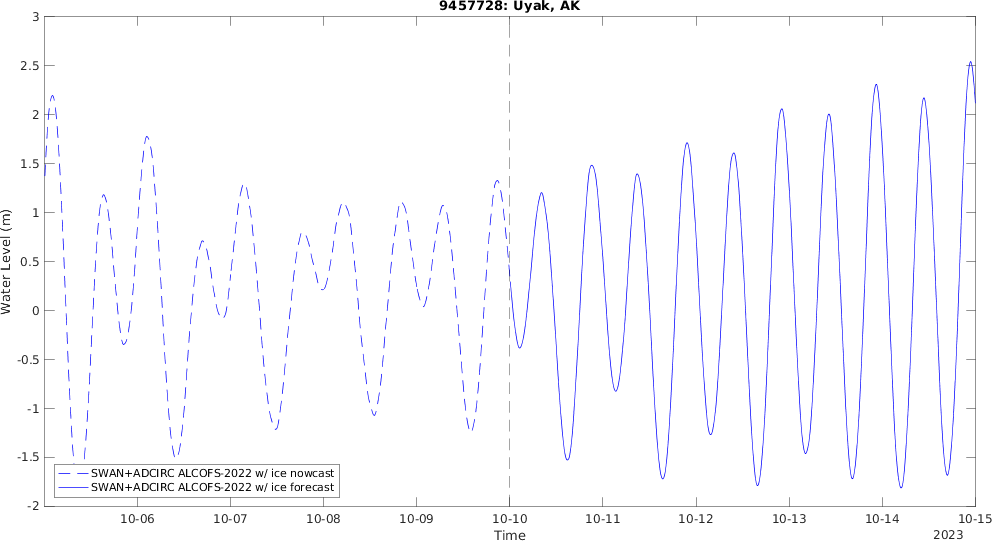 9457728: Uyak, AK
3
2.5
2
1.5
1
0.5
0
-0.5
-1
-1.5
-2
Water Level (m)
SWAN+ADCIRC ALCOFS-2022 w/ ice nowcast
SWAN+ADCIRC ALCOFS-2022 w/ ice forecast
10-06 10-07 10-08 10-09 10-10 10-11 10-12 10-13 10-14 10-15
Time
2023